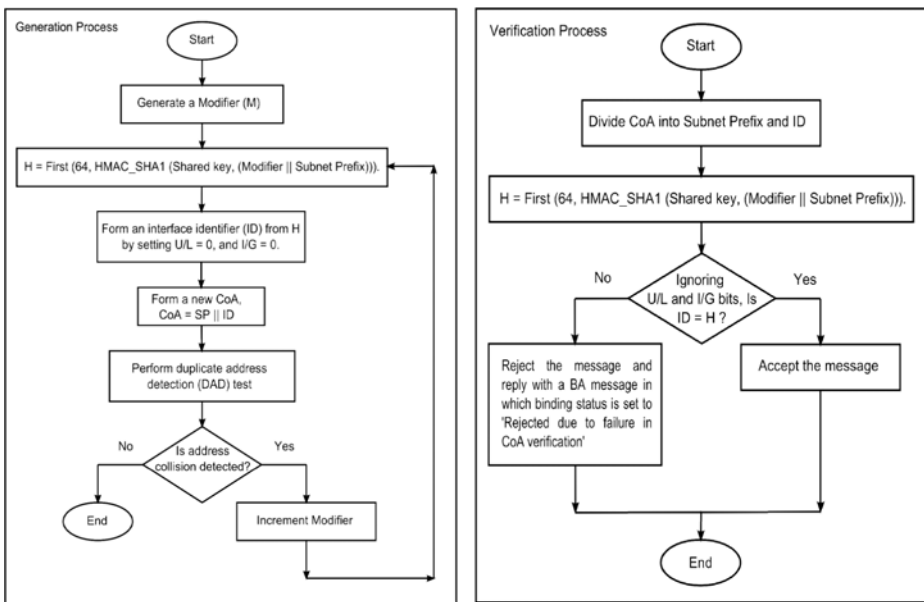 Generation Process
Start
Generate a Modifier (M)
H = First (64, HMAC_SHA1 (Shared key, (Modifier || Subnet Prefix))).
Form an interface identifier (ID) from H
by setting U/L = 0, and I/G = 0.
Form a new CoA,
CoA = SP || ID
Perform duplicate address
detection (DAD) test
No
Is address
collision detected?
Yes
End
Increment Modifier
Verification Process
Start
Divide CoA into Subnet Prefix and ID
H = First (64, HMAC_SHA1 (Shared key, (Modifier || Subnet Prefix))).
No
Ignoring
U/L and I/G bits, Is
ID = H ?
Yes
Reject the message and
reply with a BA message in
which binding status is set to
'Rejected due to failure in
CoA verification'
Accept the message
End